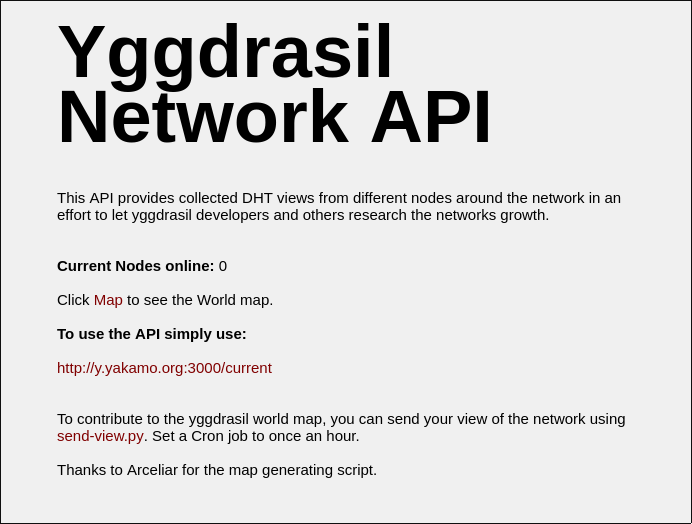 Yggdrasil
Network API
This API provides collected DHT views from different nodes around the network in an
effort to let yggdrasil developers and others research the networks growth.
Current Nodes online: 0
Click Map to see the World map.
To use the API simply use:
http://y.yakamo.org:3000/current
To contribute to the yggdrasil world map, you can send your view of the network using
send-view.py. Set a Cron job to once an hour.
Thanks to Arceliar for the map generating script.